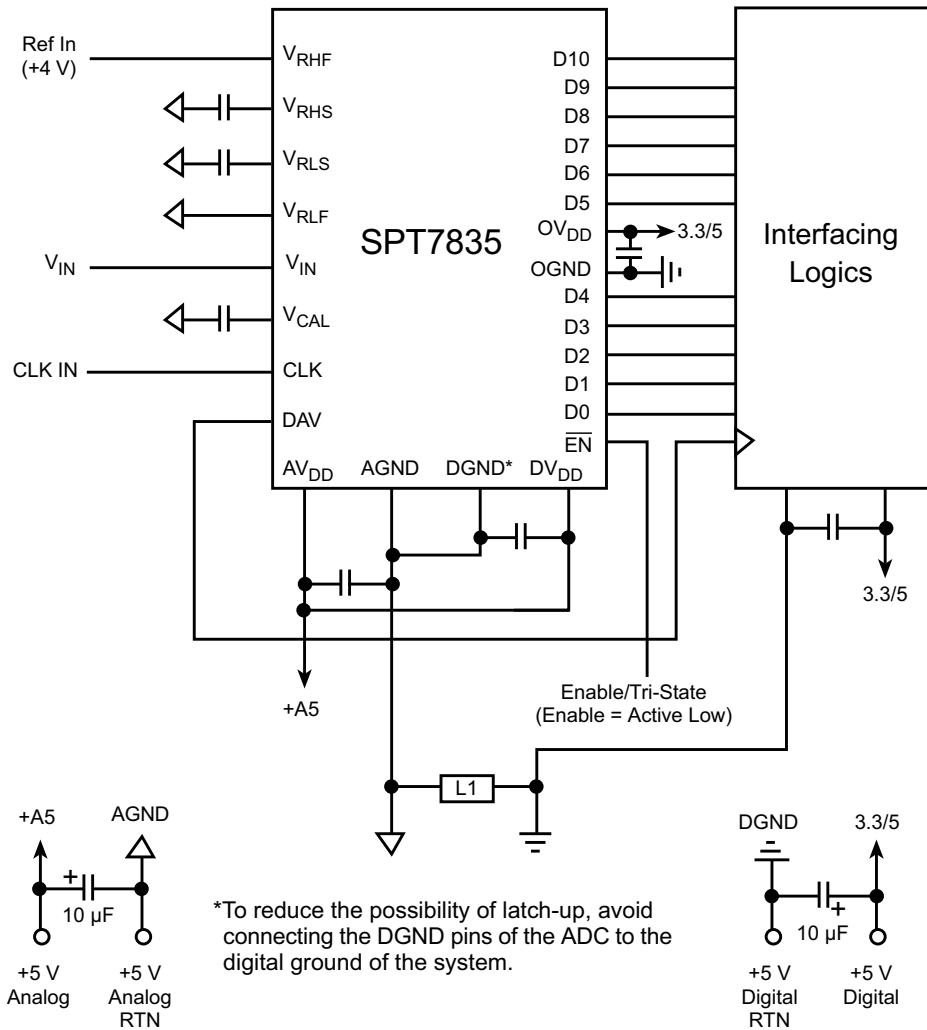 Ref In
(+4 V)
VRHF
VRHS
VRLS
VRLF
VIN
VIN
VCAL
CLK IN
CLK
DAV
AVDD
AGND
DGND*
DVDD
SPT7835
D10
D9
D8
D7
D6
D5
OVDD
3.3/5
OGND
D4
D3
D2
D1
D0
EN
Interfacing
Logics
3.3/5
+A5
Enable/Tri-State
(Enable = Active Low)
L1
+A5
AGND
+
10 µF
+5 V
Analog
+5 V
Analog
RTN
*To reduce the possibility of latch-up, avoid
connecting the DGND pins of the ADC to the
digital ground of the system.
DGND
3.3/5
10 µF
+
+5 V
Digital
RTN
+5 V
Digital